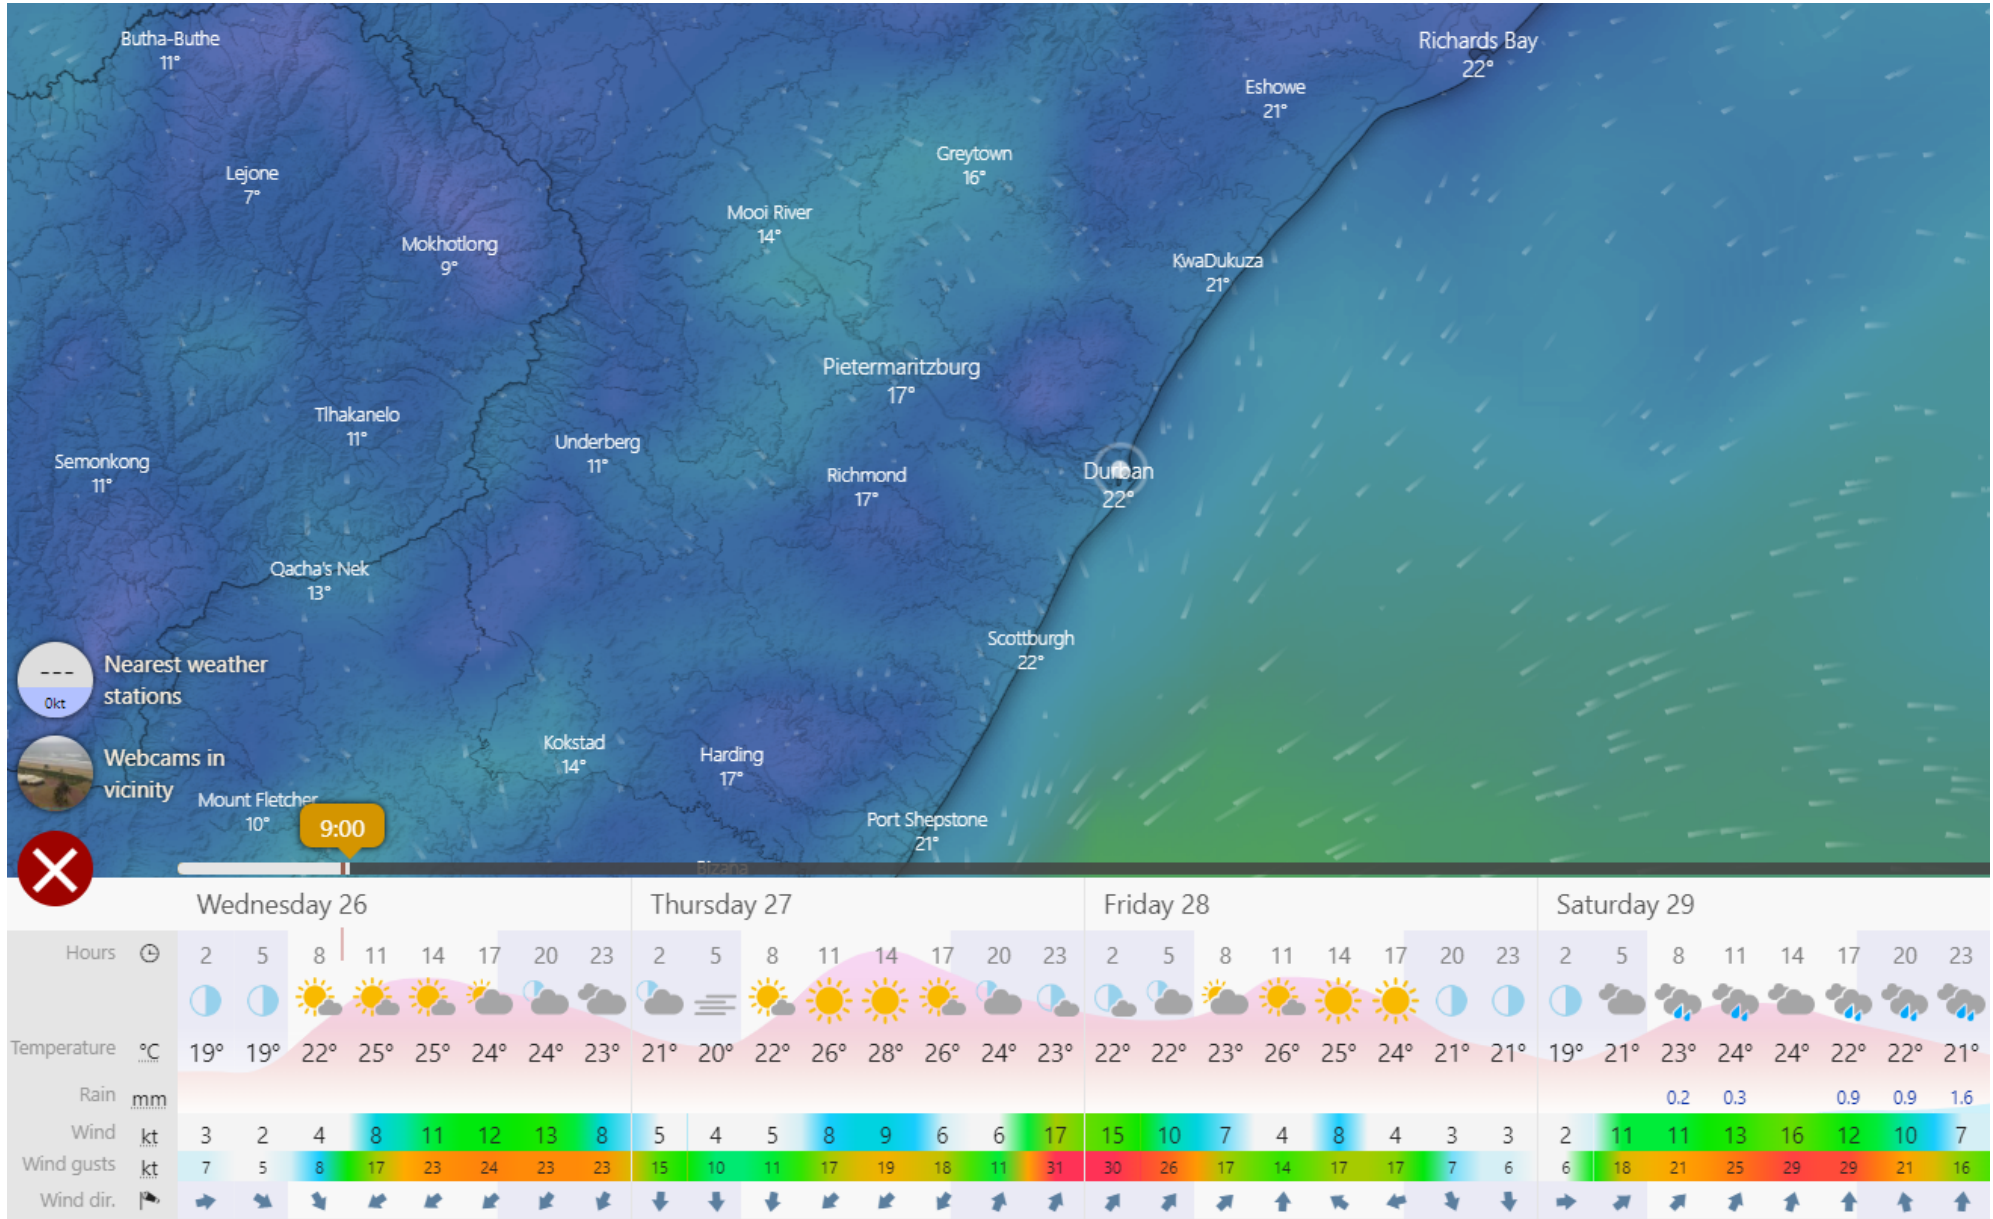 Butha-Buthe
11°
Richards Bay
22°
Eshowe
21°
Lejone
7°
Greytown
16°
Mooi River
14°
Mokhotlong
9°
KwaDukuza
21°
Pietermaritzburg
17°
Tlhakanelo
11°
Underberg
11°
Semonkong
11°
Richmond
17°
Durban
22°
Qacha's Nek
13°
Scottburgh
22°
---
0kt
Nearest weather
stations
Kokstad
14°
Harding
17°
Webcams in
vicinity
Mount Fletcher
10°
Port Shepstone
21°
9:00
Bizana
Wednesday 26 Thursday 27 Friday 28 Saturday 29
Hours 2 5 8 11 14 17 20 23 2 5 8 11 14 17 20 23 2 5 8 11 14 17 20 23 2 5 8 11 14 17 20 23
Temperature °C 19° 19° 22° 25° 25° 24° 24° 23° 21° 20° 22° 26° 28° 26° 24° 23° 22° 22° 23° 26° 25° 24° 21° 21° 19° 21° 23° 24° 24° 22° 22° 21°
Rain mm 0.2 0.3 0.9 0.9 1.6
Wind kt 3 2 4 8 11 12 13 8 5 4 5 8 9 6 6 17 15 10 7 4 8 4 3 3 2 11 11 13 16 12 10 7
Wind gusts kt 7 5 8 17 23 24 23 23 15 10 11 17 19 18 11 31 30 26 17 14 17 17 7 6 6 18 21 25 29 29 21 16
Wind dir.